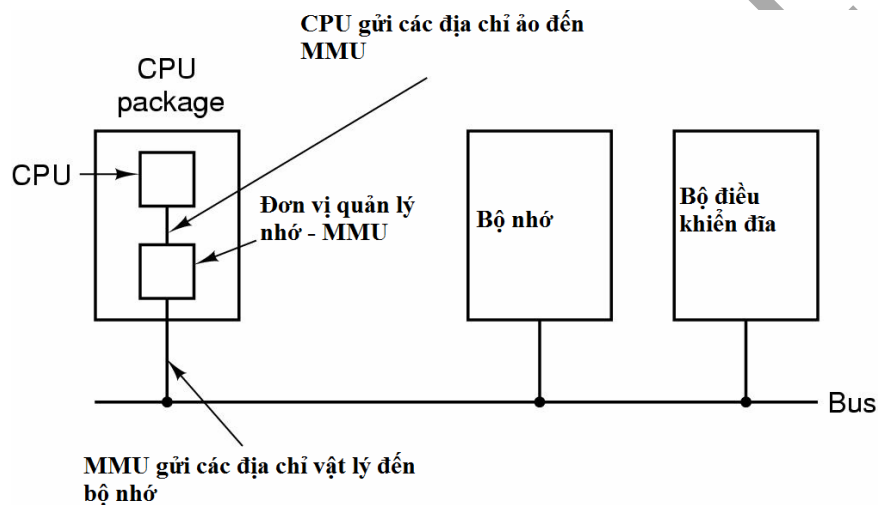 CPU gửi các địa chỉ ảo đến
MMU
CPU
package
CPU
Đơn vị quản lý
nhớ - MMU
Bộ nhớ
Bộ điều
khiển đĩa
Bus
MMU gửi các địa chỉ vật lý đến
bộ nhớ